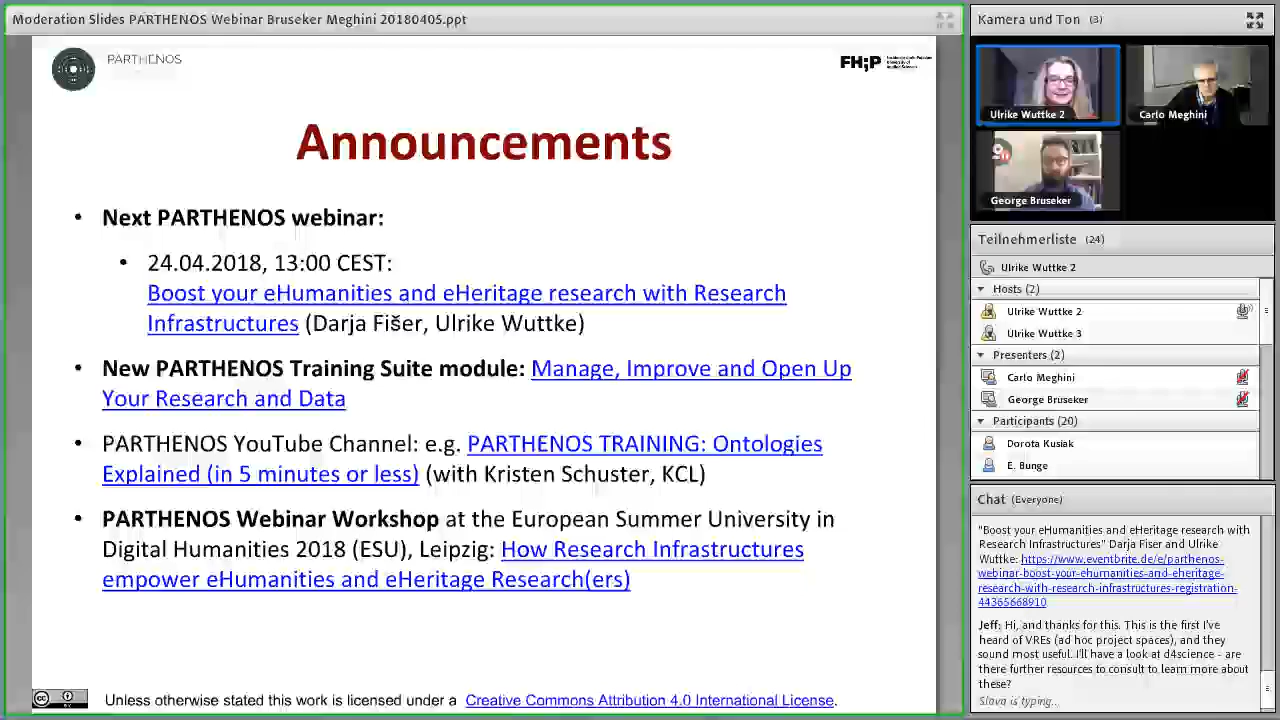 Moderation Slides PARTHENOS Webinar Bruseker Meghini 20180405.ppt
PARTHENOS
FH;P
Announcements
• Next PARTHENOS webinar:
• 24.04.2018, 13:00 CEST:
Boost your eHumanities and eHeritage research with Research
Infrastructures (Darja Fišer, Ulrike Wuttke)
• New PARTHENOS Training Suite module: Manage, Improve and Open Up
Your Research and Data
• PARTHENOS YouTube Channel: e.g. PARTHENOS TRAINING: Ontologies
Explained (in 5 minutes or less) (with Kristen Schuster, KCL)
• PARTHENOS Webinar Workshop at the European Summer University in
Digital Humanities 2018 (ESU), Leipzig: How Research Infrastructures
empower eHumanities and eHeritage Research(ers)
Unless otherwise stated this work is licensed under a Creative Commons Attribution 4.0 International License.
Kamera und Ton (3)
Ulrike Wuttke 2
Carlo Meghini
George Bruseker
Teilnehmerliste (24)
Ulrike Wuttke 2
Hosts (2)
Ulrike Wuttke 2
Ulrike Wuttke 3
Presenters (2)
Carlo Meghini
George Bruseker
Participants (20)
Dorota Kusiak
E. Bunge
Chat (Everyone)
"Boost your eHumanities and eHeritage research with
Research Infrastructures" Darja Fiser and Ulrike
Wuttke: https://www.eventbrite.de/e/parthenos-
webinar-boost-your-ehumanities-and-eheritage-
research-with-research-infrastructures-registration-
44365668910
Jeff: Hi, and thanks for this. This is the first I've
heard of VREs (ad hoc project spaces), and they
sound most useful. I'll have a look at d4science - are
there further resources to consult to learn more about
these?
Slava is typing...